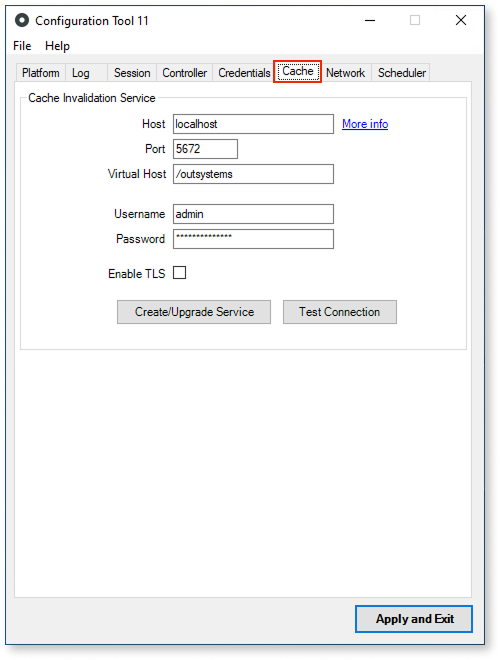 Configuration Tool 11
File Help
Platform Log Session Controller Credentials Cache Network Scheduler
Cache Invalidation Service
Host localhost More info
Port 5672
Virtual Host /outsystems
Username admin
Password **************
Enable TLS
Create/Upgrade Service Test Connection
Apply and Exit